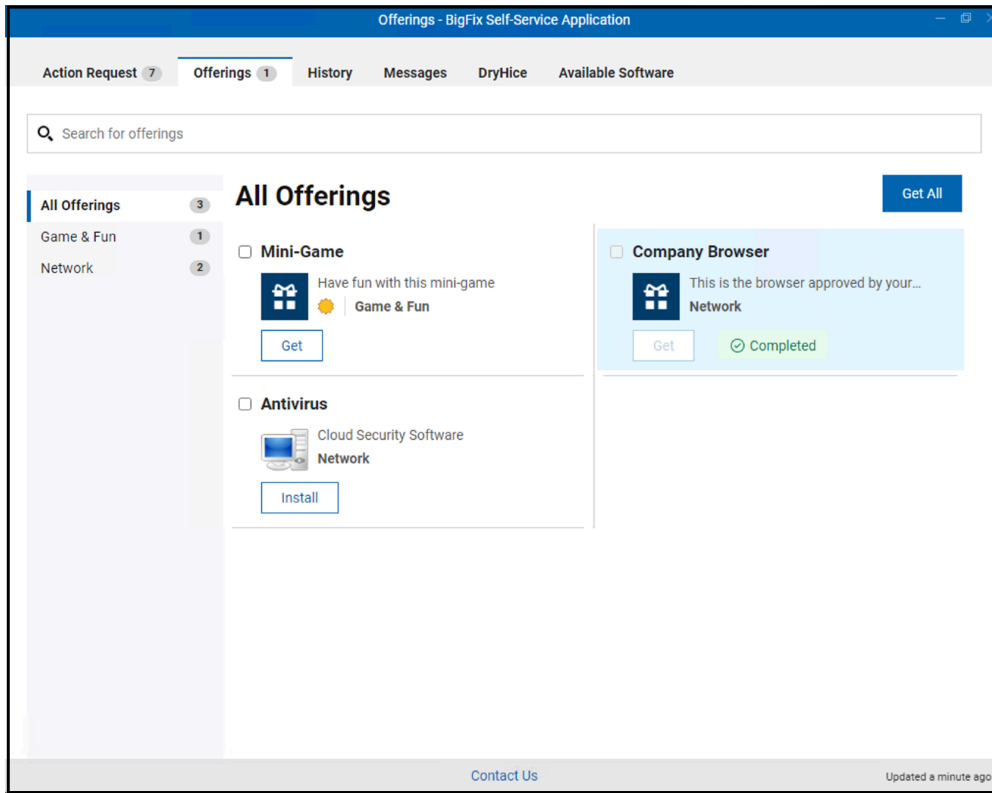 Offerings - BigFix Self-Service Application
Action Request 7 Offerings 1 History Messages DryHice Available Software
Search for offerings
All Offerings 3
Game & Fun 1
Network 2
All Offerings
Get All
Mini-Game
Have fun with this mini-game
Game & Fun
Get
Company Browser
This is the browser approved by your...
Network
Get Completed
Antivirus
Cloud Security Software
Network
Install
Contact Us
Updated a minute ago